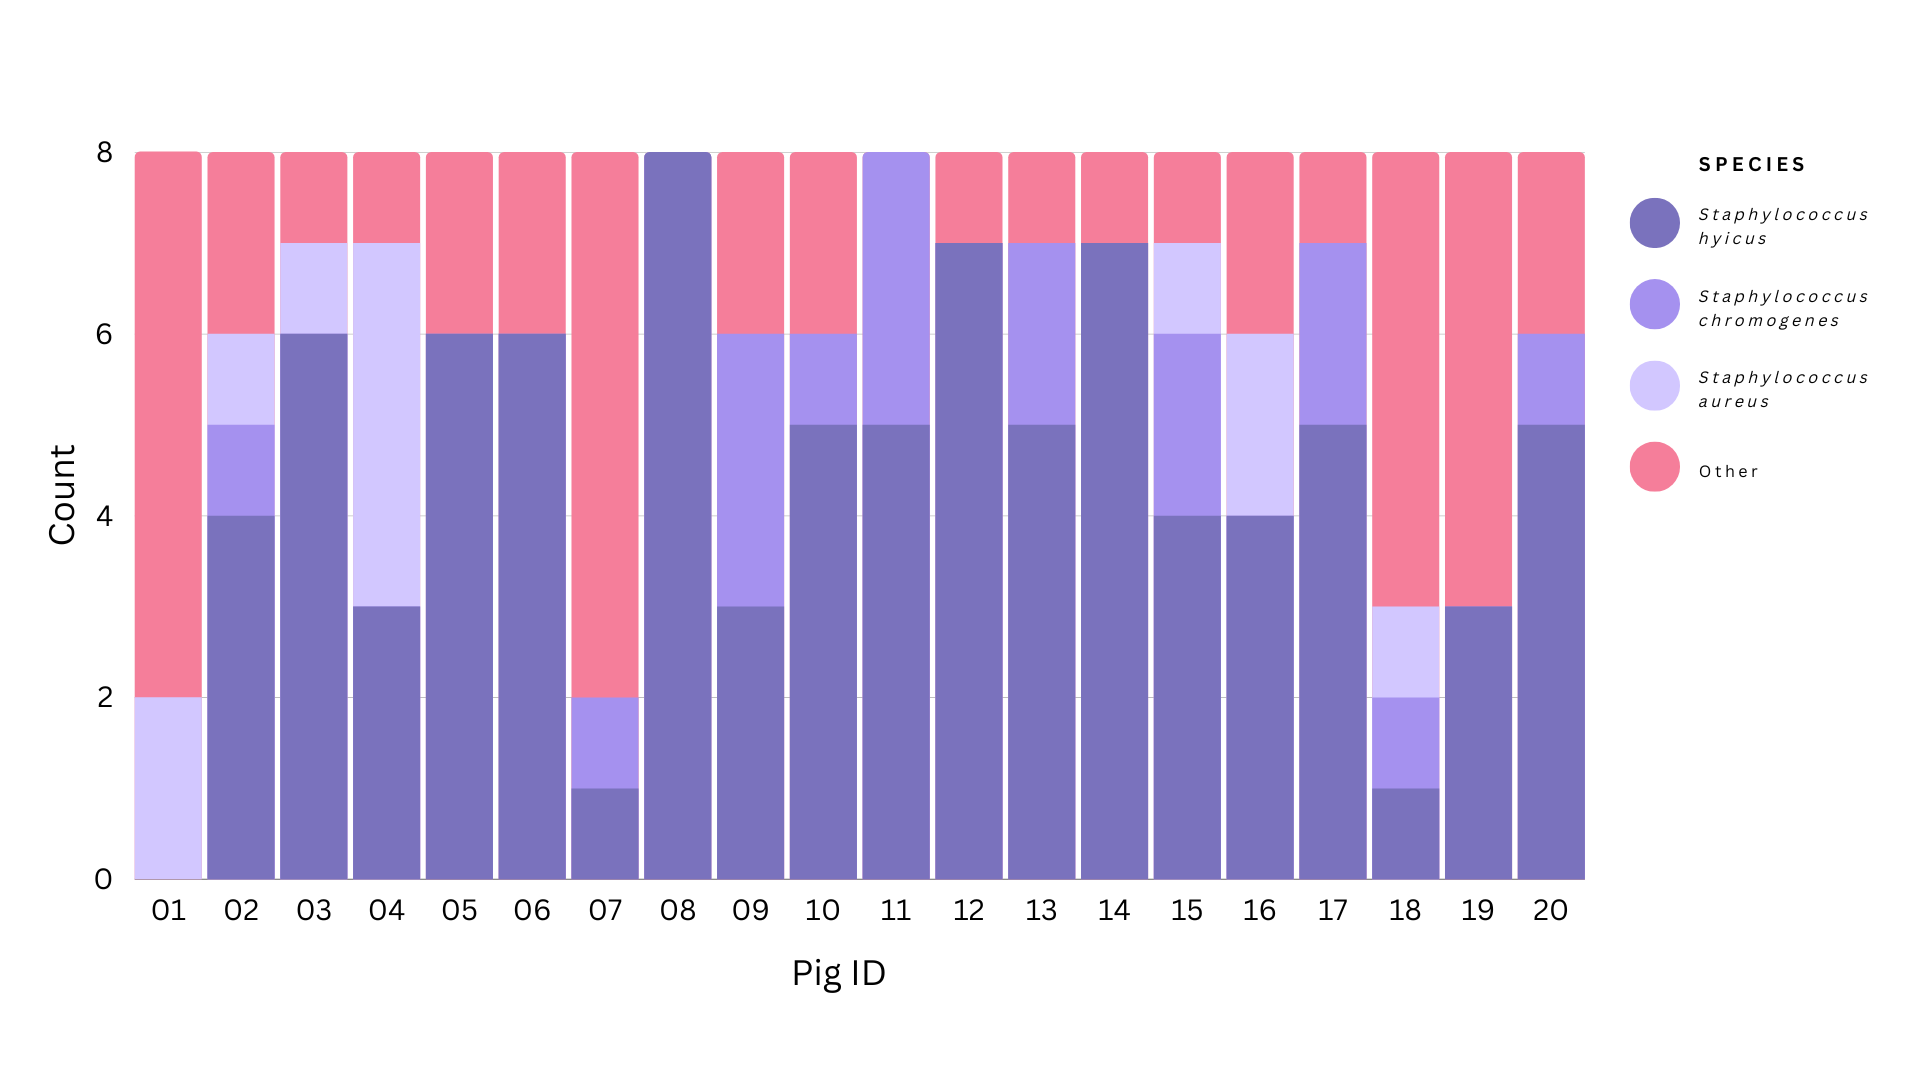 8
6
4
2
0
Count
01 02 03 04 05 06 07 08 09 10 11 12 13 14 15 16 17 18 19 20
Pig ID
SPECIES
Staphylococcus
hyicus
Staphylococcus
chromogenes
Staphylococcus
aureus
Other